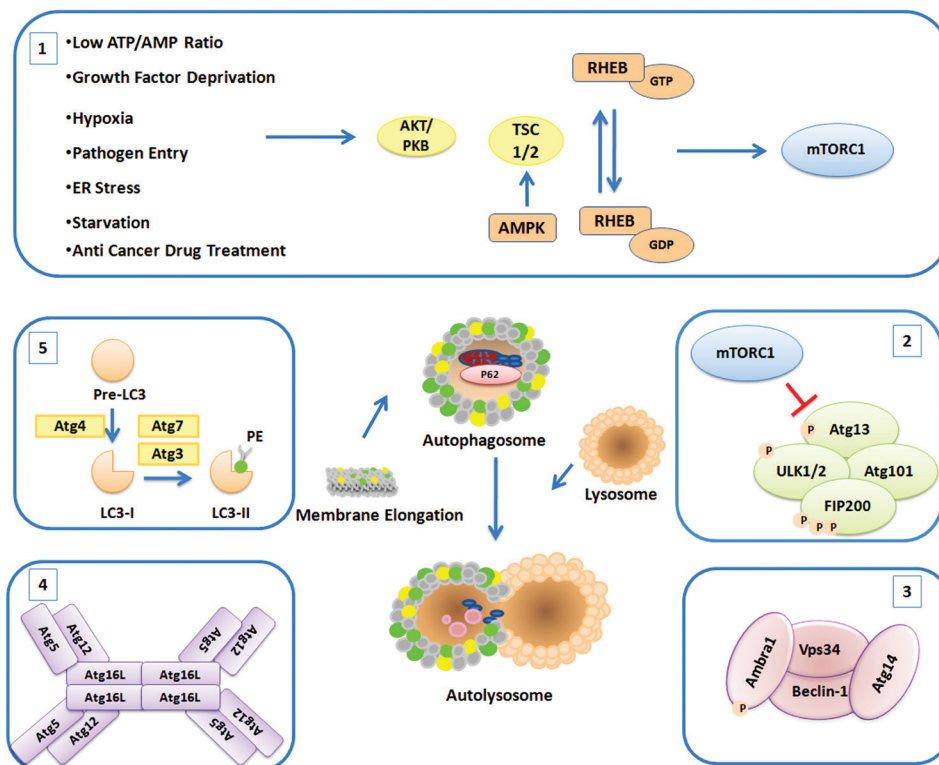 1
•Low ATP/AMP Ratio
•Growth Factor Deprivation
•Hypoxia
•Pathogen Entry
•ER Stress
•Starvation
•Anti Cancer Drug Treatment
AKT/
PKB
TSC
1/2
AMPK
RHEB
GTP
RHEB
GDP
mTORC1
5
Pre-LC3
Atg4
Atg7
Atg3
PE
LC3-I
LC3-II
P62
Autophagosome
Membrane Elongation
Lysosome
Autolysosome
2
mTORC1
P
Atg13
P
ULK1/2
Atg101
FIP200
P
P
P
4
Atg5
Atg12
Atg5
Atg12
Atg16L
Atg16L
Atg16L
Atg16L
Atg5
Atg12
Atg5
Atg12
3
Ambra1
P
Vps34
Beclin-1
Atg14